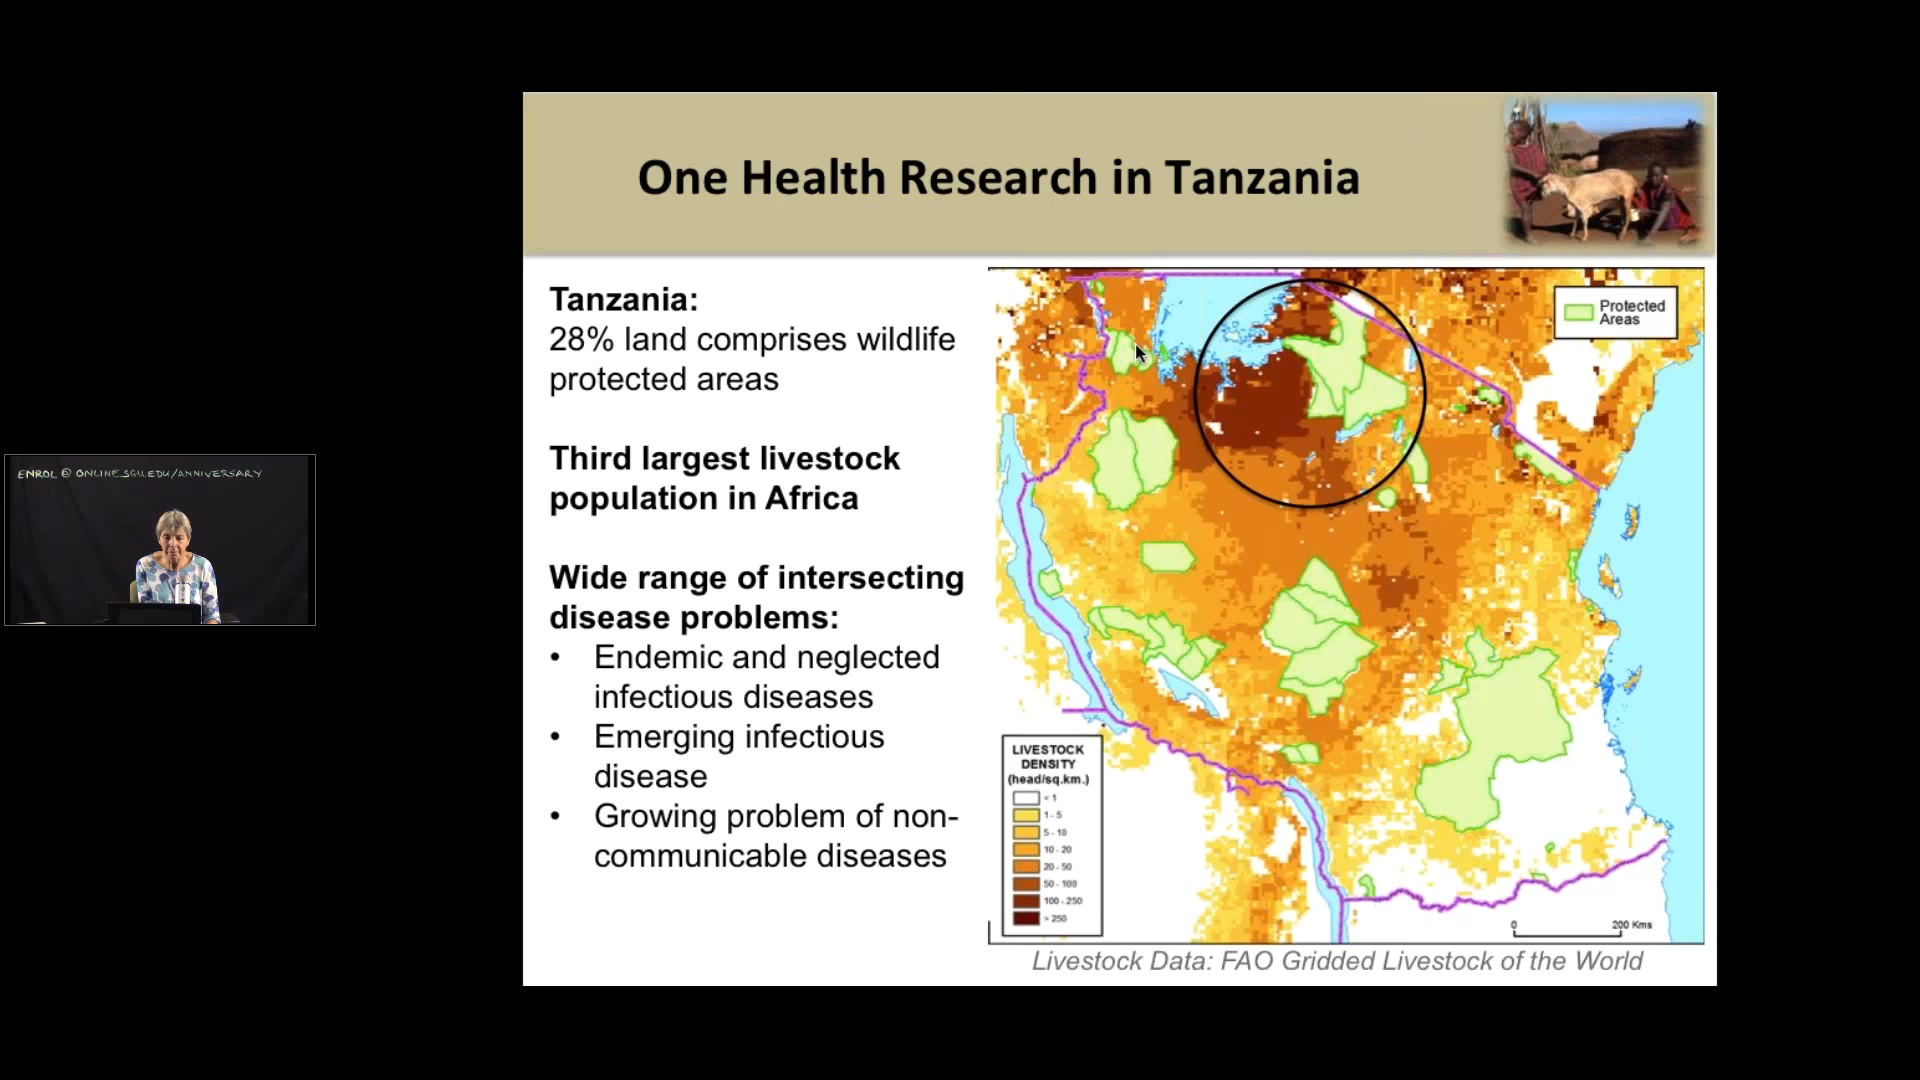 One Health Research in Tanzania
Tanzania:
28% land comprises wildlife
protected areas
Third largest livestock
population in Africa
Wide range of intersecting
disease problems:
• Endemic and neglected
infectious diseases
• Emerging infectious
disease
• Growing problem of non-
communicable diseases
Protected
Areas
LIVESTOCK
DENSITY
(head/sq.km.)
< 1
1 - 5
5 - 10
10 - 20
20 - 50
50 - 100
100 - 250
> 250
0 200 Kms
Livestock Data: FAO Gridded Livestock of the World
ENROL @ ONLINE.SGU.EDU/ANNIVERSARY